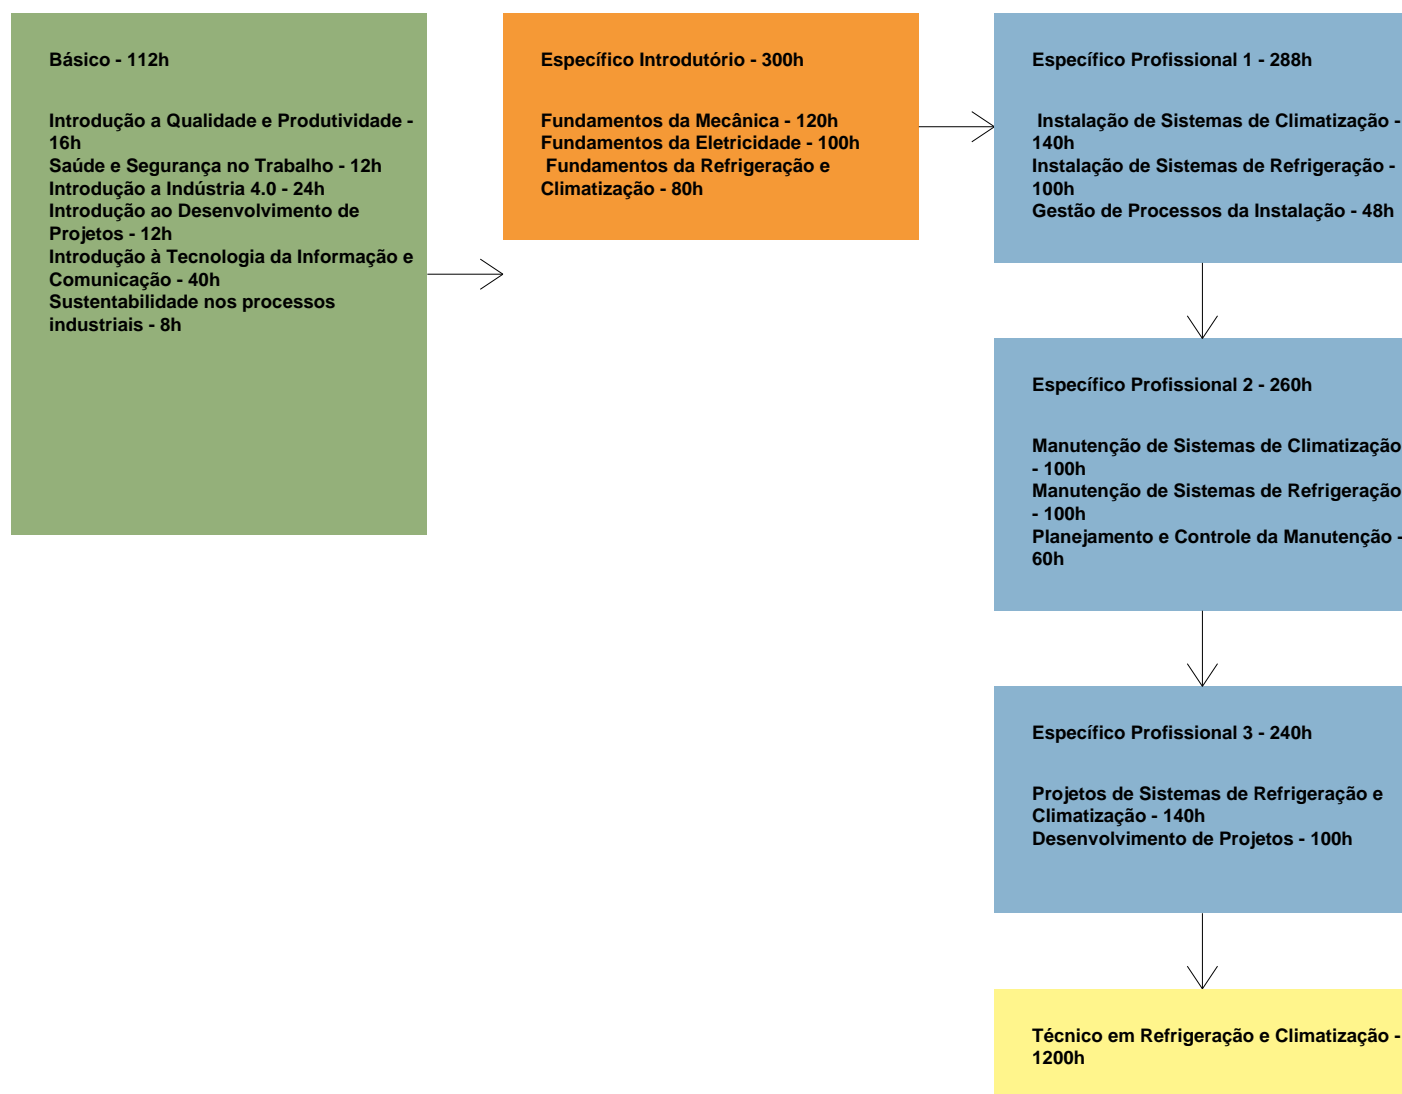 Básico - 112h
Introdução a Qualidade e Produtividade -
16h
Saúde e Segurança no Trabalho - 12h
Introdução a Indústria 4.0 - 24h
Introdução ao Desenvolvimento de
Projetos - 12h
Introdução à Tecnologia da Informação e
Comunicação - 40h
Sustentabilidade nos processos
industriais - 8h
Específico Introdutório - 300h
Fundamentos da Mecânica - 120h
Fundamentos da Eletricidade - 100h
Fundamentos da Refrigeração e
Climatização - 80h
Específico Profissional 1 - 288h
Instalação de Sistemas de Climatização -
140h
Instalação de Sistemas de Refrigeração -
100h
Gestão de Processos da Instalação - 48h
Específico Profissional 2 - 260h
Manutenção de Sistemas de Climatização
- 100h
Manutenção de Sistemas de Refrigeração
- 100h
Planejamento e Controle da Manutenção -
60h
Específico Profissional 3 - 240h
Projetos de Sistemas de Refrigeração e
Climatização - 140h
Desenvolvimento de Projetos - 100h
Técnico em Refrigeração e Climatização -
1200h